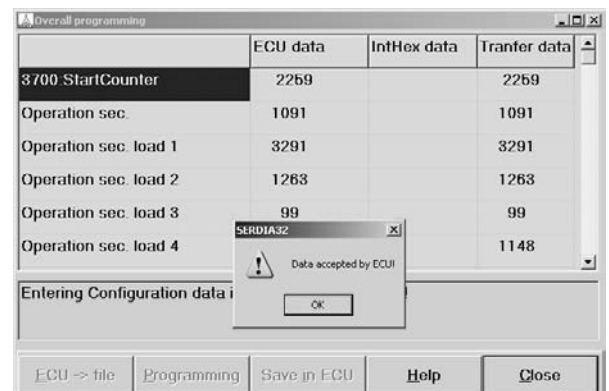 Overall programming
ECU data IntHex data Tranfer data
3700:StartCounter 2259 2259
Operation sec. 1091 1091
Operation sec. load 1 3291 3291
Operation sec. load 2 1263 1263
Operation sec. load 3 99 99
Operation sec. load 4 1148
SERDIA32
Data accepted by ECU!
OK
Entering Configuration data i
ECU -> file Programming Save in ECU Help Close